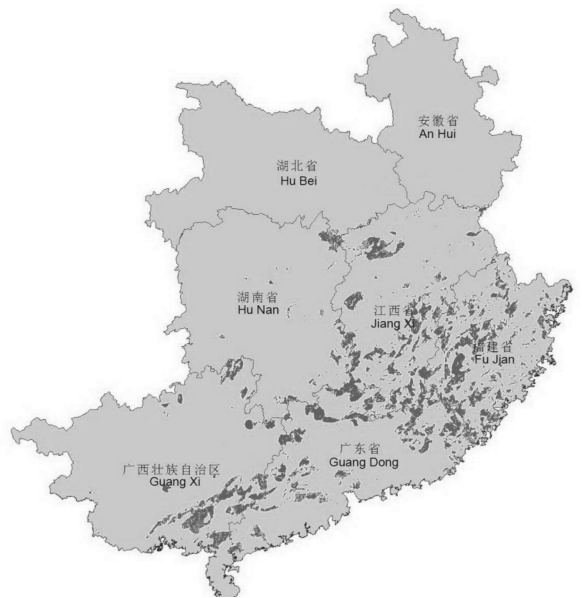 安徽省
An Hui
湖北省
Hu Bei
湖南省
Hu Nan
江西省
Jiang Xi
福建省
Fu Jian
广东省
Guang Dong
广西壮族自治区
Guang Xi